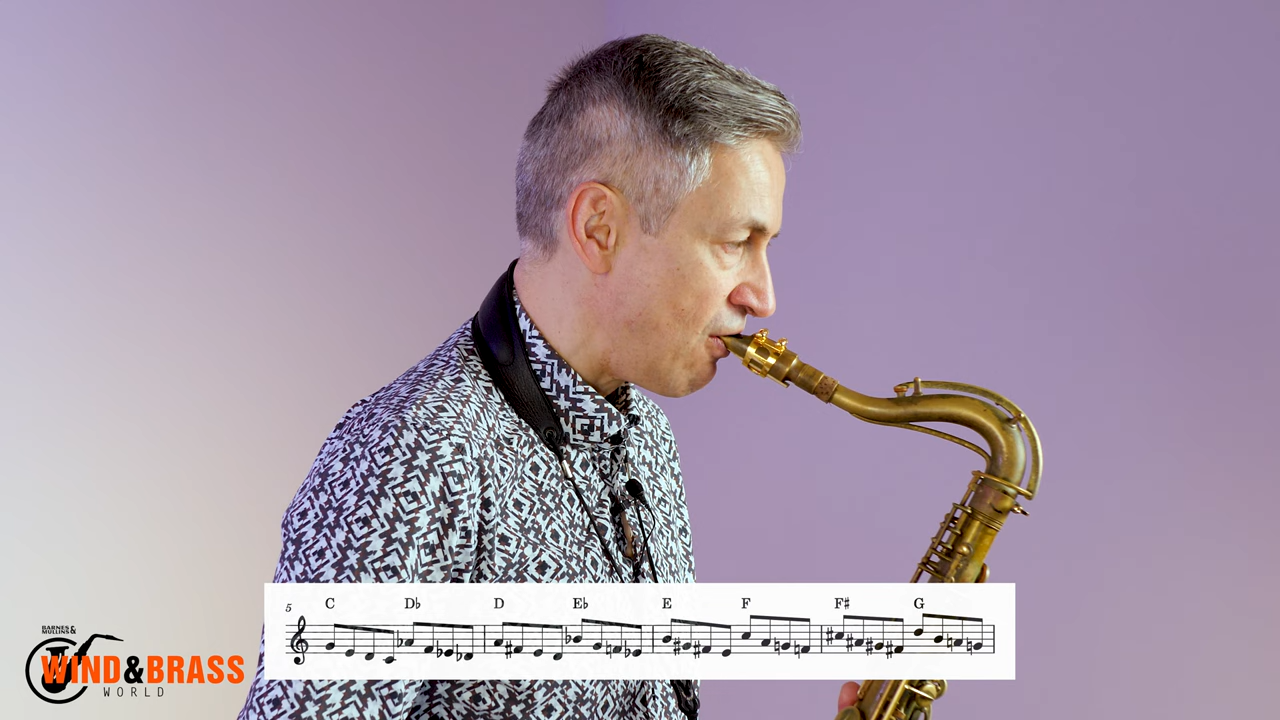 5 C D♭ D E♭ E F F# G
BARNES &
MULLINS &
WIND&BRASS
WORLD